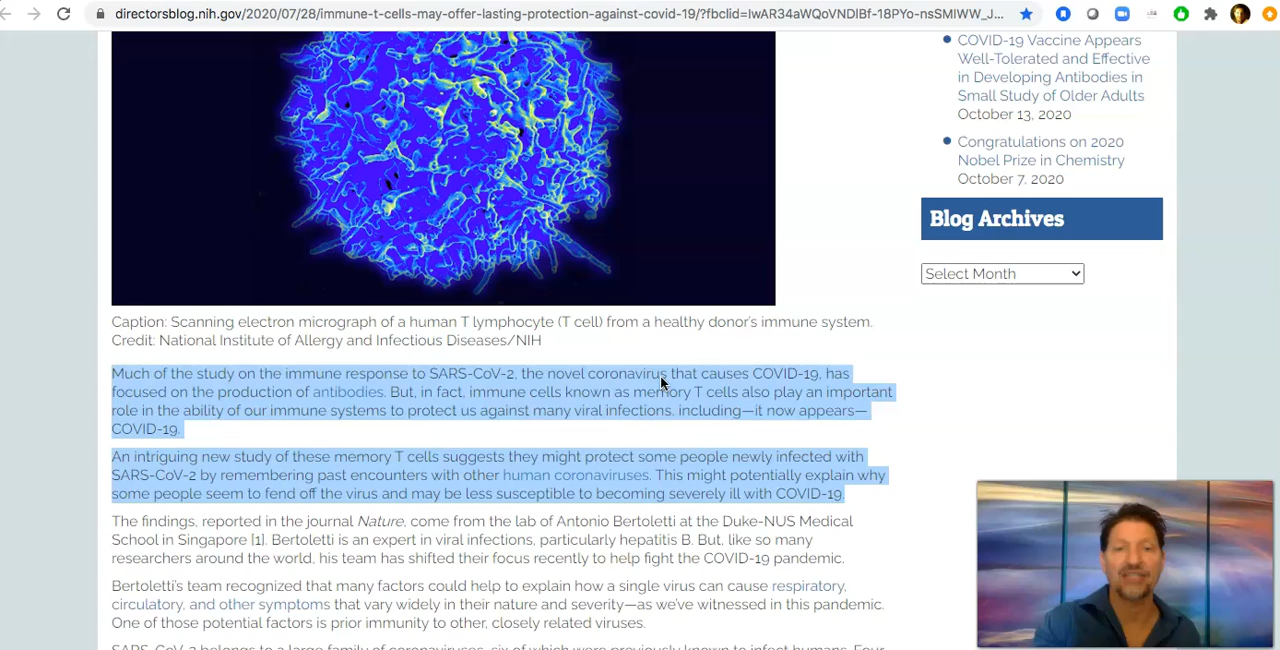 directorsblog.nih.gov/2020/07/28/immune-t-cells-may-offer-lasting-protection-against-covid-19/?fbclid=IwAR34aWQoVNDIBf-18PYo-nsSMIWW_J...
COVID-19 Vaccine Appears
Well-Tolerated and Effective
in Developing Antibodies in
Small Study of Older Adults
October 13, 2020
Congratulations on 2020
Nobel Prize in Chemistry
October 7, 2020
Blog Archives
Select Month
Caption: Scanning electron micrograph of a human T lymphocyte (T cell) from a healthy donor's immune system.
Credit: National Institute of Allergy and Infectious Diseases/NIH
Much of the study on the immune response to SARS-CoV-2, the novel coronavirus that causes COVID-19, has
focused on the production of antibodies. But, in fact, immune cells known as memory T cells also play an important
role in the ability of our immune systems to protect us against many viral infections, including—it now appears—
COVID-19.
An intriguing new study of these memory T cells suggests they might protect some people newly infected with
SARS-CoV-2 by remembering past encounters with other human coronaviruses. This might potentially explain why
some people seem to fend off the virus and may be less susceptible to becoming severely ill with COVID-19.
The findings, reported in the journal Nature, come from the lab of Antonio Bertoletti at the Duke-NUS Medical
School in Singapore [1]. Bertoletti is an expert in viral infections, particularly hepatitis B. But, like so many
researchers around the world, his team has shifted their focus recently to help fight the COVID-19 pandemic.
Bertoletti's team recognized that many factors could help to explain how a single virus can cause respiratory,
circulatory, and other symptoms that vary widely in their nature and severity—as we've witnessed in this pandemic.
One of those potential factors is prior immunity to other, closely related viruses.
SARS-CoV-2 belongs to a large family of coronaviruses, six of which were previously known to infect humans. Four